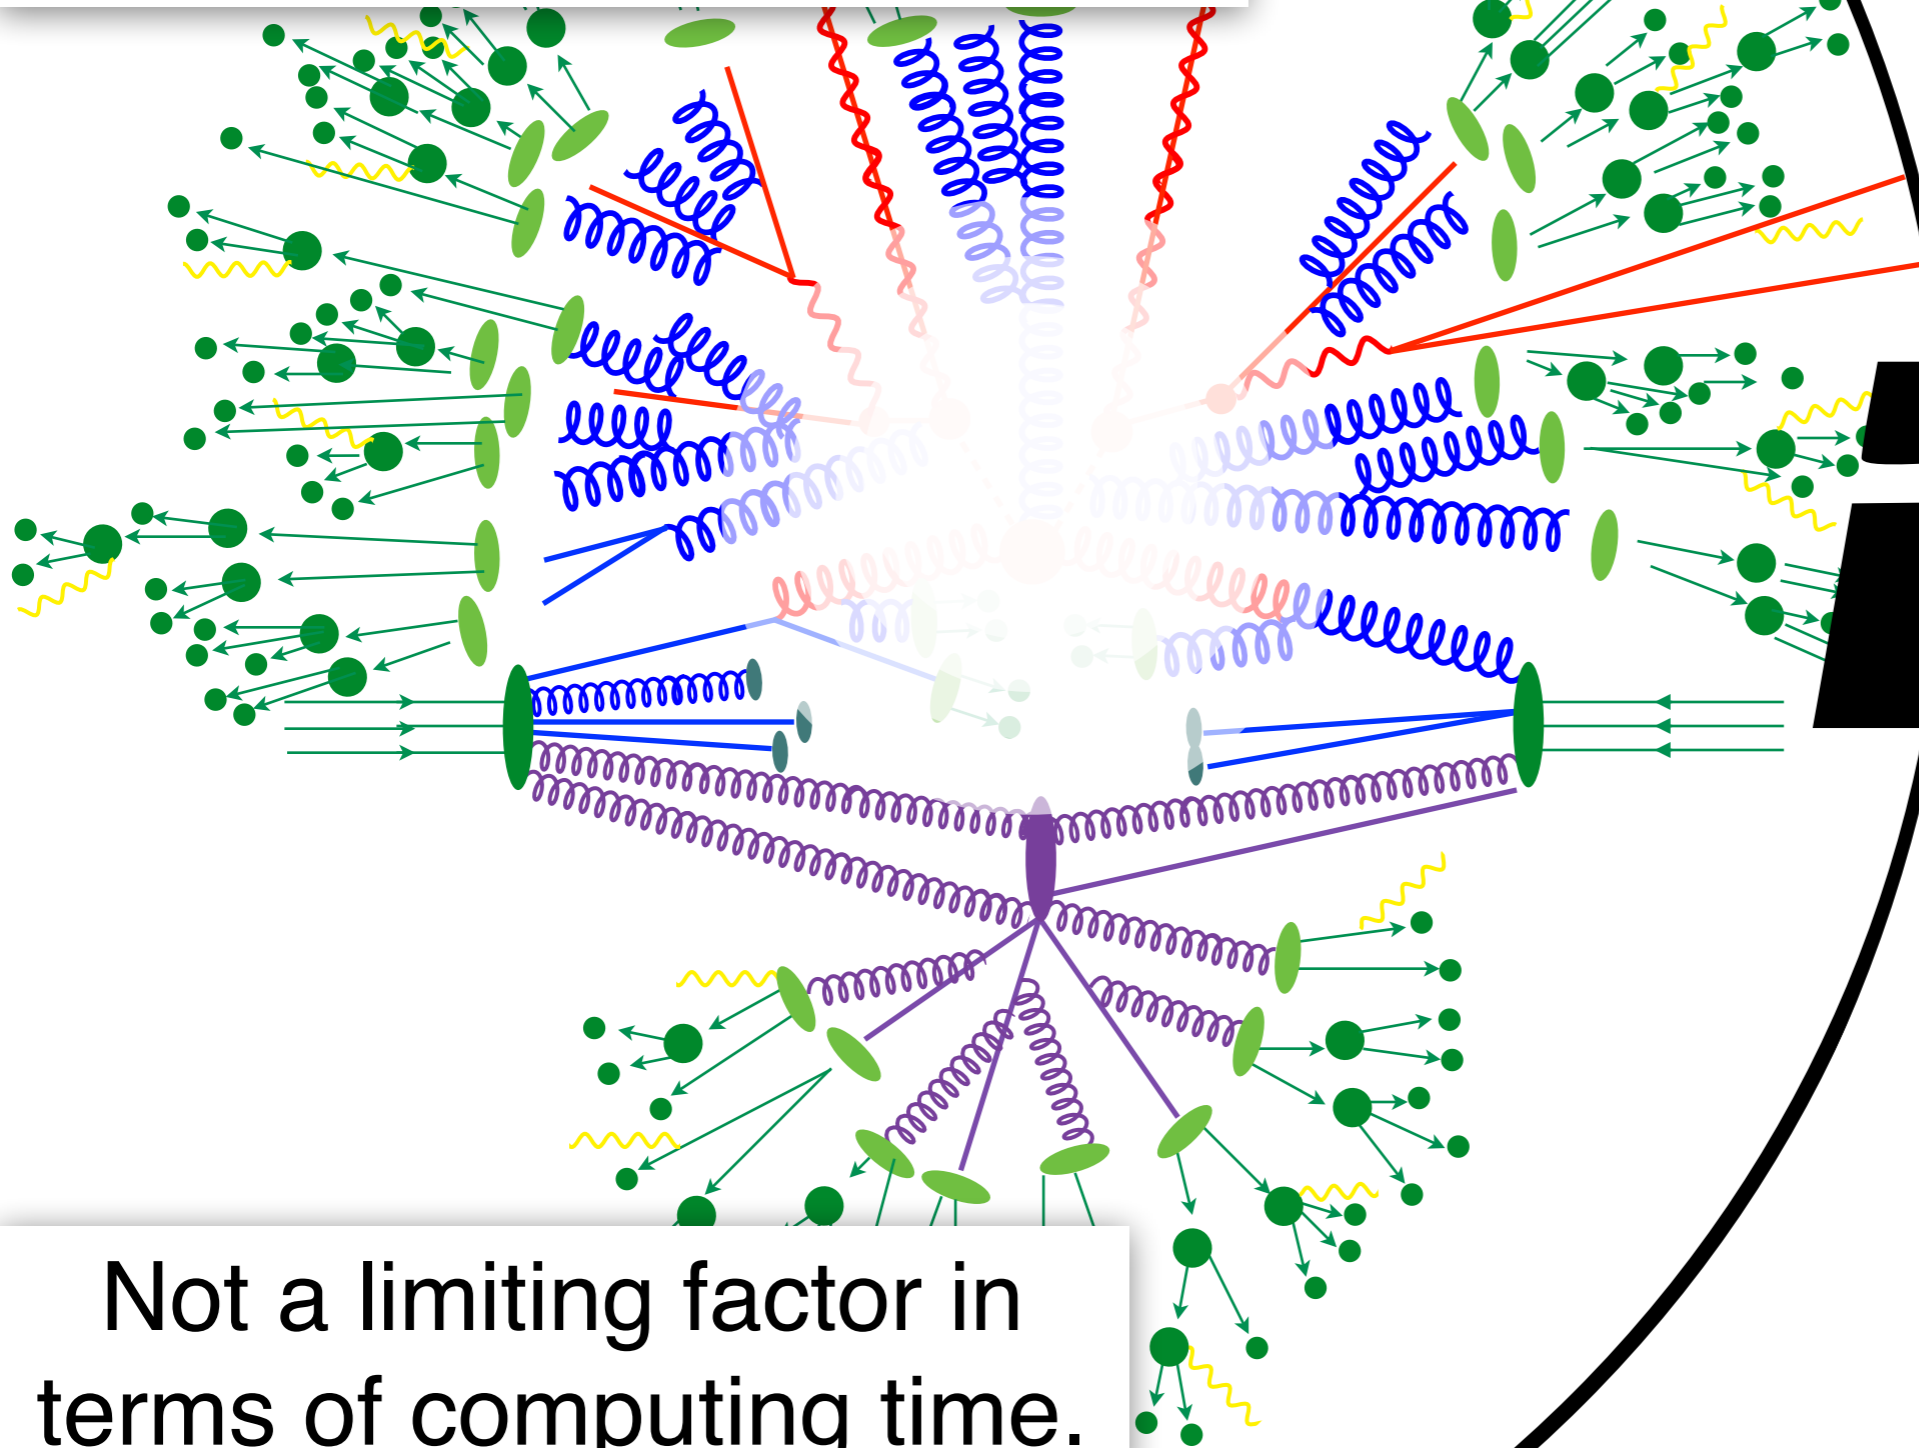 Not a limiting factor in
terms of computing time.